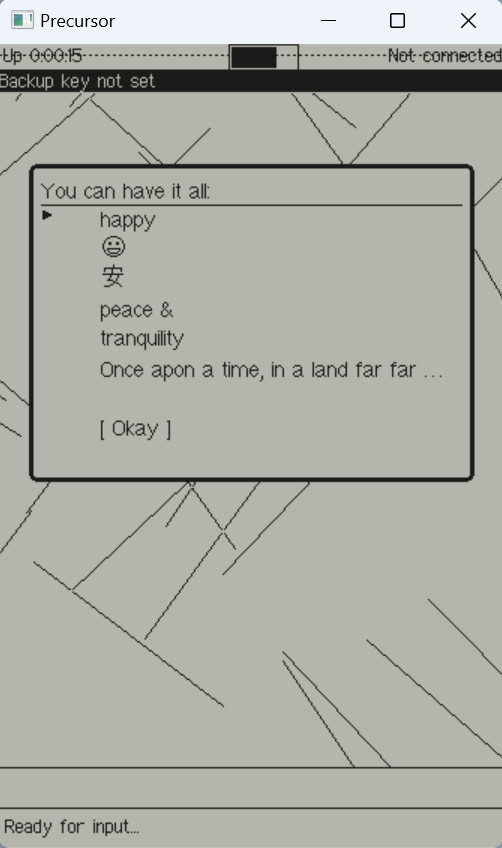 Precursor
Up 0:00:15 Not connected
Backup key not set
You can have it all:
happy
😃
安
peace &
tranquility
Once apon a time, in a land far far ...
[ Okay ]
Ready for input...